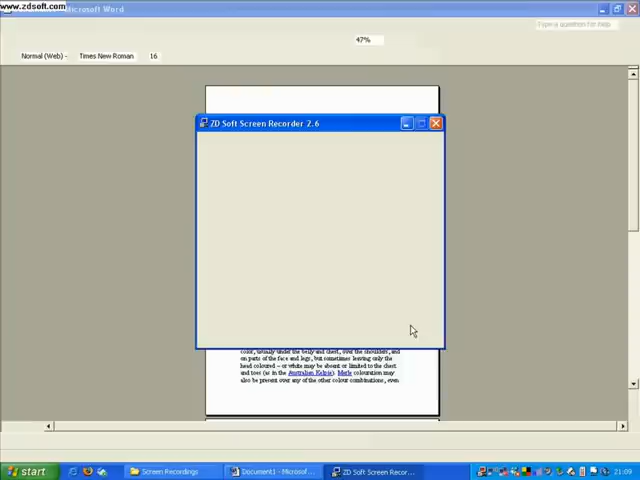 www.zdsoft.com
Microsoft Word
Type a question for help
47%
Normal (Web)
Times New Roman
16
ZD Soft Screen Recorder 2.6
color, usually under the belly and chest, over the shoulders, and
on parts of the face and legs, but sometimes leaving only the
head coloured – or white may be absent or limited to the chest
and toes (as in the Australian Kelpie). Merle colouration may
also be present over any of the other colour combinations, even
start
Screen Recordings
Document1 - Microsof...
ZD Soft Screen Recor...
21:09